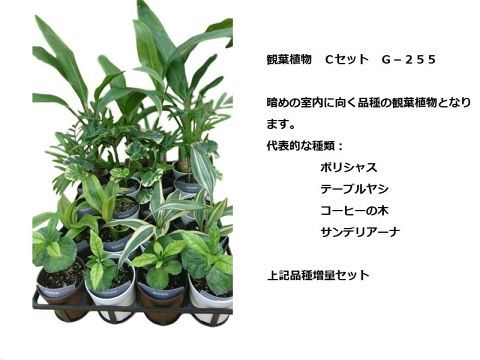 観葉植物　Cセット　G－２５５
暗めの室内に向く品種の観葉植物となり
ます。
代表的な種類：
ポリシャス
テーブルヤシ
コーヒーの木
サンデリアーナ
上記品種増量セット